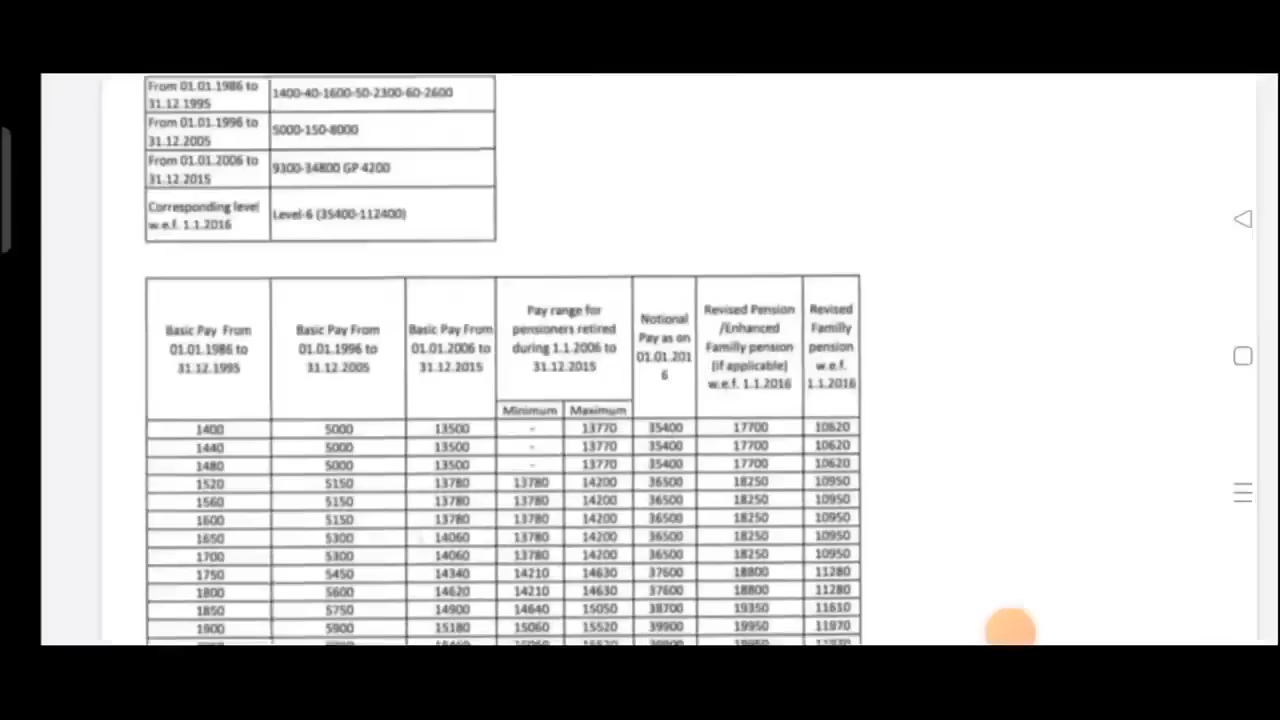 From 01.01.1986 to
31.12.1995
1400-40-1600-50-2300-60-2600
From 01.01.1996 to
31.12.2005
5000-150-8000
From 01.01.2006 to
31.12.2015
9300-34800 GP 4200
Corresponding level
w.e.f. 1.1.2016
Level-6 (35400-112400)
Basic Pay From
01.01.1986 to
31.12.1995
Basic Pay From
01.01.1996 to
31.12.2005
Basic Pay From
01.01.2006 to
31.12.2015
Pay range for
pensioners retired
during 1.1.2006 to
31.12.2015
Notional
Pay as on
01.01.201
6
Revised Pension
/Enhanced
Familly pension
(if applicable)
w.e.f. 1.1.2016
Revised
Familly
pension
w.e.f.
1.1.2016
Minimum Maximum
1400 5000 13500 - 13770 35400 17700 10620
1440 5000 13500 - 13770 35400 17700 10620
1480 5000 13500 - 13770 35400 17700 10620
1520 5150 13780 13780 14200 36500 18250 10950
1560 5150 13780 13780 14200 36500 18250 10950
1600 5150 13780 13780 14200 36500 18250 10950
1650 5300 14060 13780 14200 36500 18250 10950
1700 5300 14060 13780 14200 36500 18250 10950
1750 5450 14340 14210 14630 37600 18800 11280
1800 5600 14620 14210 14630 37600 18800 11280
1850 5750 14900 14640 15050 38700 19350 11610
1900 5900 15180 15060 15520 39900 19950 11970